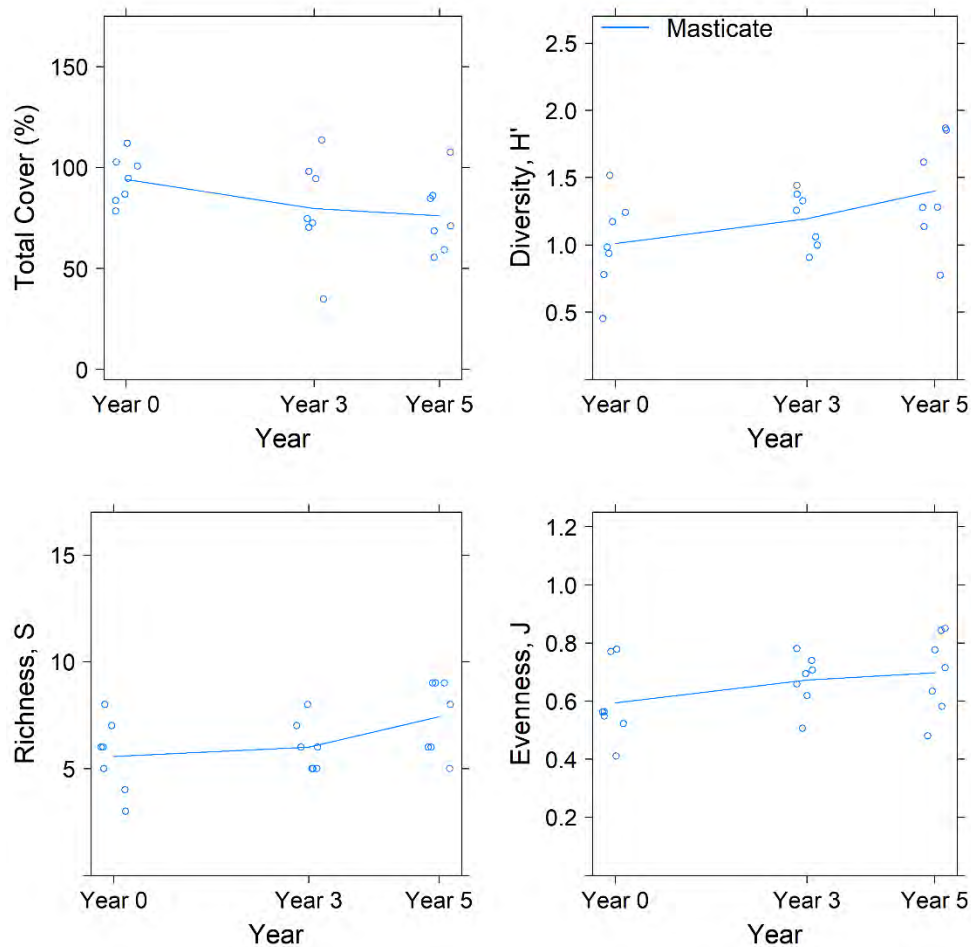 Total Cover (%)
150
100
50
0
Year 0
Year 3
Year 5
Year
Masticate
Diversity, H'
2.5
2.0
1.5
1.0
0.5
Year 0
Year 3
Year 5
Year
Richness, S
15
10
5
Year 0
Year 3
Year 5
Year
Evenness, J
1.2
1.0
0.8
0.6
0.4
0.2
Year 0
Year 3
Year 5
Year